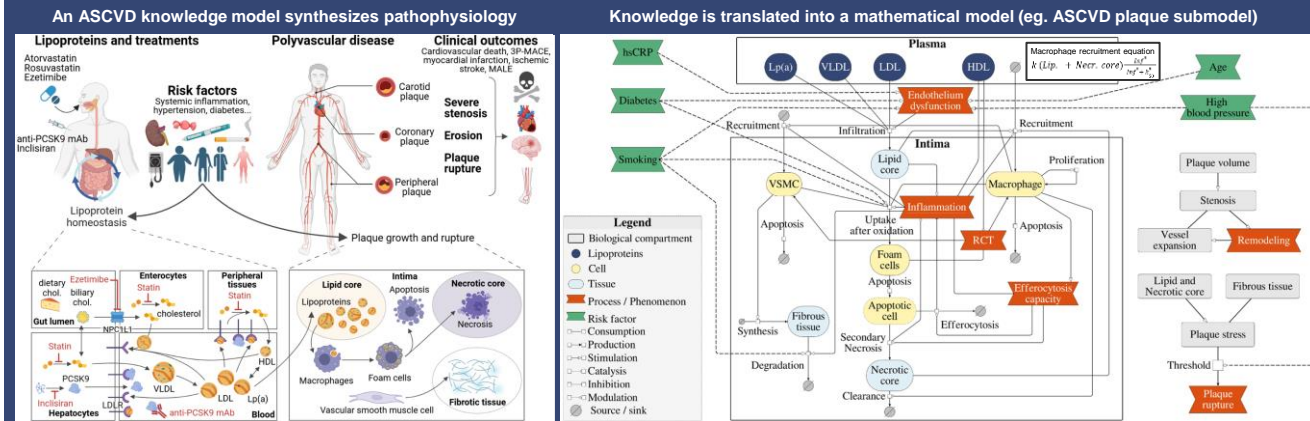 An ASCVD knowledge model synthesizes pathophysiology
Lipoproteins and treatments
Atorvastatin
Rosuvastatin
Ezetimibe
anti-PCSK9 mAb
Inclisiran
Risk factors
Systemic inflammation,
hypertension, diabetes...
Lipoprotein
homeostasis
Polyvascular disease
Carotid
plaque
Coronary
plaque
Peripheral
plaque
Clinical outcomes
Cardiovascular death, 3P-MACE,
myocardial infarction, ischemic
stroke, MALE
Severe
stenosis
Erosion
Plaque
rupture
Plaque growth and rupture
dietary
chol.
Ezetimibe
biliary
chol.
Gut lumen
NPC1L1
Enterocytes
Statin
cholesterol
Peripheral
tissues
Statin
Statin
PCSK9
Inclisiran
Hepatocytes
LDLR
VLDL
LDL
HDL
Lp(a)
anti-PCSK9 mAb
Blood
Lipid core
Lipoproteins
Intima
Apoptosis
Necrotic core
Necrosis
Macrophages
Foam cells
Vascular smooth muscle cell
Fibrotic tissue
Knowledge is translated into a mathematical model (eg. ASCVD plaque submodel)
hsCRP
Diabetes
Smoking
Plasma
Lp(a)
VLDL
LDL
HDL
Macrophage recruitment equation
Endothelium
dysfunction
Recruitment
Infiltration
Recruitment
Intima
Lipid
core
VSMC
Macrophage
Proliferation
Inflammation
Apoptosis
Uptake
after oxidation
RCT
Apoptosis
Foam
cells
Apoptosis
Efferocytosis
capacity
Apoptotic
cell
Efferocytosis
Synthesis
Fibrous
tissue
Secondary
Necrosis
Degradation
Necrotic
core
Clearance
Age
High
blood pressure
Plaque volume
Stenosis
Vessel
expansion
Remodeling
Lipid and
Necrotic core
Fibrous tissue
Plaque stress
Threshold
Plaque
rupture
Legend
Biological compartment
Lipoproteins
Cell
Tissue
Process / Phenomenon
Risk factor
Consumption
Production
Stimulation
Catalysis
Inhibition
Modulation
Source / sink